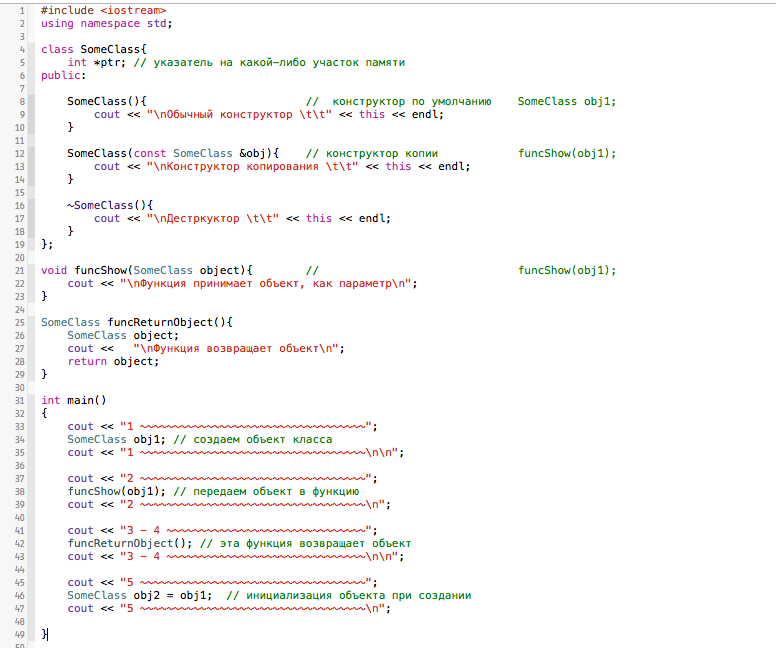 1 #include <iostream>
2 using namespace std;
3
4 class SomeClass{
5     int *ptr; // указатель на какой-либо участок памяти
6 public:
7
8     SomeClass(){                        //  конструктор по умолчанию    SomeClass obj1;
9         cout << "\nОбычный конструктор \t\t" << this << endl;
10     }
11
12     SomeClass(const SomeClass &obj){    // конструктор копии            funcShow(obj1);
13         cout << "\nКонструктор копирования \t\t" << this << endl;
14     }
15
16     ~SomeClass(){
17         cout << "\nДестркуктор \t\t" << this << endl;
18     }
19 };
20
21 void funcShow(SomeClass object){        //                              funcShow(obj1);
22     cout << "\nФункция принимает объект, как параметр\n";
23 }
24
25 SomeClass funcReturnObject(){
26     SomeClass object;
27     cout <<   "\nФункция возвращает объект\n";
28     return object;
29 }
30
31 int main()
32 {
33     cout << "1 ~~~~~~~~~~~~~~~~~~~~~~~~~~~~~~~~~~";
34     SomeClass obj1; // создаем объект класса
35     cout << "1 ~~~~~~~~~~~~~~~~~~~~~~~~~~~~~~~~~~\n\n";
36
37     cout << "2 ~~~~~~~~~~~~~~~~~~~~~~~~~~~~~~~~~~";
38     funcShow(obj1); // передаем объект в функцию
39     cout << "2 ~~~~~~~~~~~~~~~~~~~~~~~~~~~~~~~~~~\n";
40
41     cout << "3 - 4 ~~~~~~~~~~~~~~~~~~~~~~~~~~~~~~";
42     funcReturnObject(); // эта функция возвращает объект
43     cout << "3 - 4 ~~~~~~~~~~~~~~~~~~~~~~~~~~~~~~\n\n";
44
45     cout << "5 ~~~~~~~~~~~~~~~~~~~~~~~~~~~~~~~~~~";
46     SomeClass obj2 = obj1;  // инициализация объекта при создании
47     cout << "5 ~~~~~~~~~~~~~~~~~~~~~~~~~~~~~~~~~~\n";
48
49 }